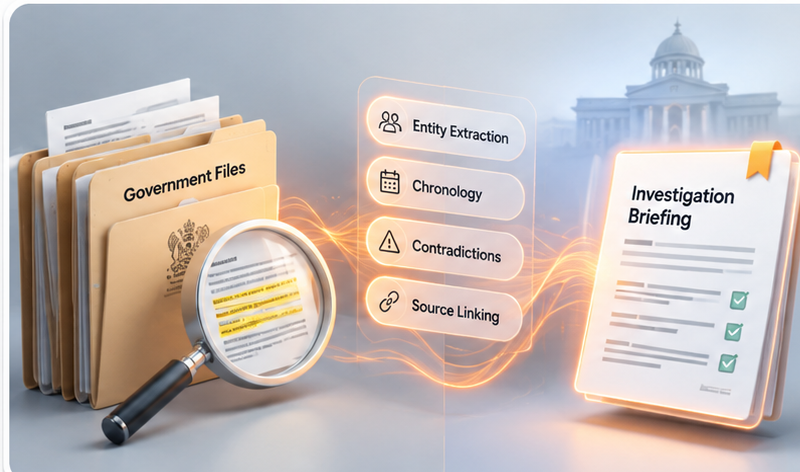 Government Files
Entity Extraction
Chronology
Contradictions
Source Linking
Investigation
Briefing